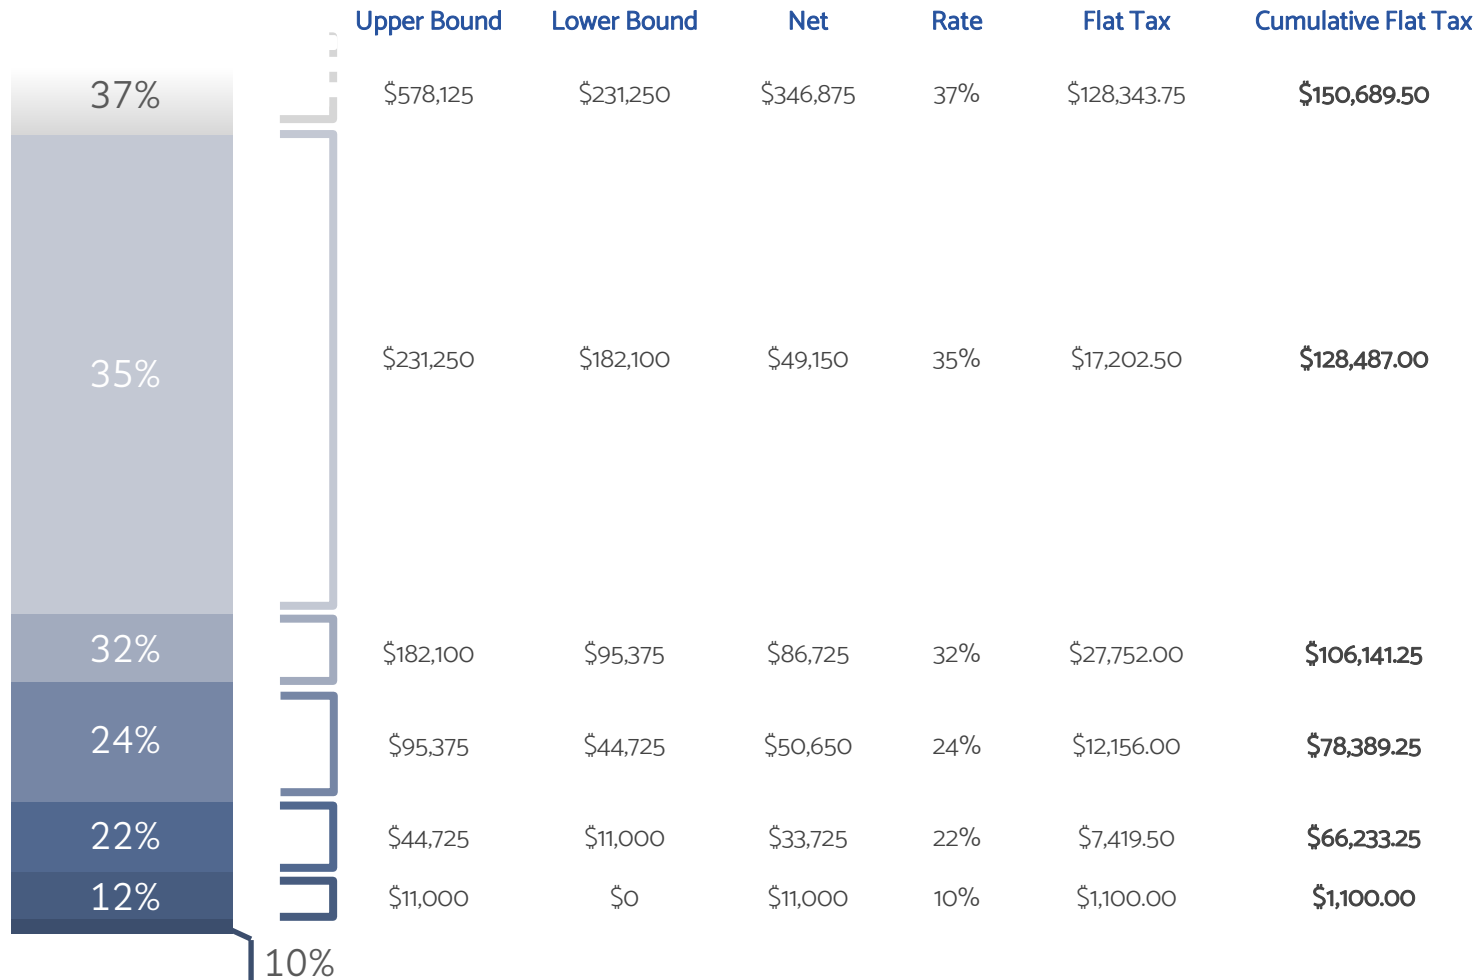 Upper Bound Lower Bound Net Rate Flat Tax Cumulative Flat Tax
37% $578,125 $231,250 $346,875 37% $128,343.75 $150,689.50
35% $231,250 $182,100 $49,150 35% $17,202.50 $128,487.00
32% $182,100 $95,375 $86,725 32% $27,752.00 $106,141.25
24% $95,375 $44,725 $50,650 24% $12,156.00 $78,389.25
22% $44,725 $11,000 $33,725 22% $7,419.50 $66,233.25
12% $11,000 $0 $11,000 10% $1,100.00 $1,100.00
10%